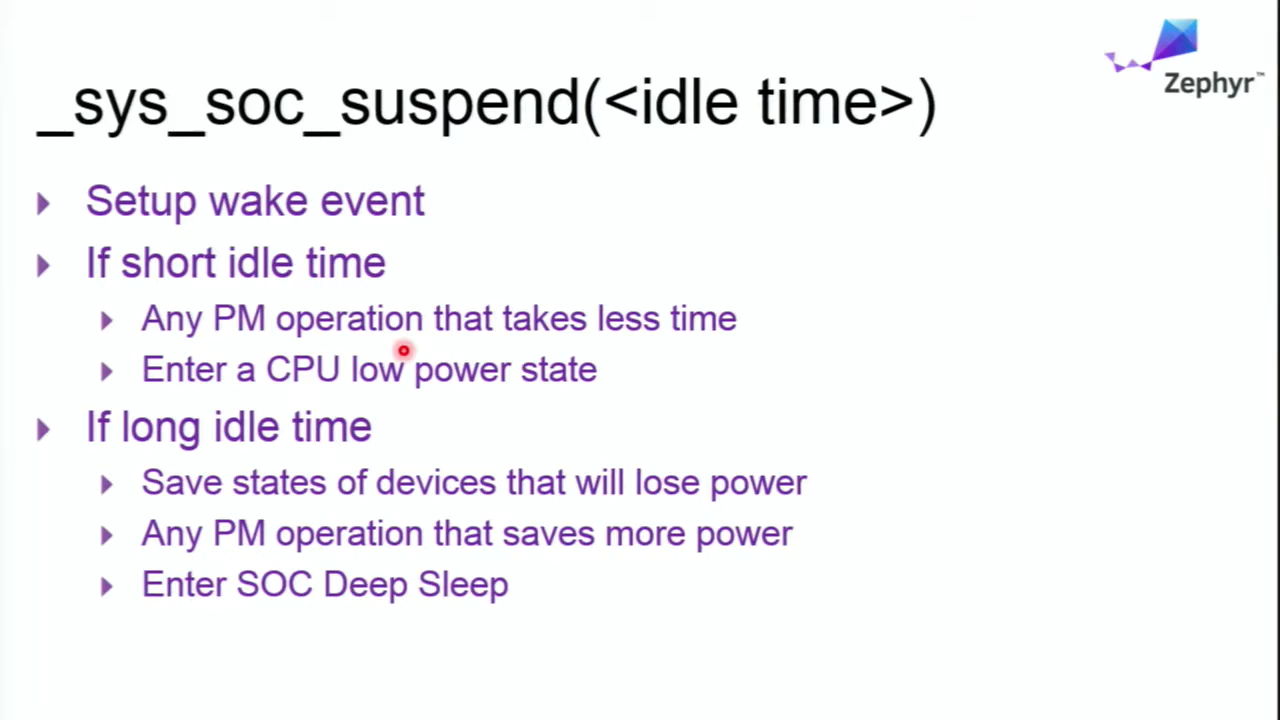 Zephyr™
_sys_soc_suspend(<idle time>)
Setup wake event
If short idle time
Any PM operation that takes less time
Enter a CPU low power state
If long idle time
Save states of devices that will lose power
Any PM operation that saves more power
Enter SOC Deep Sleep